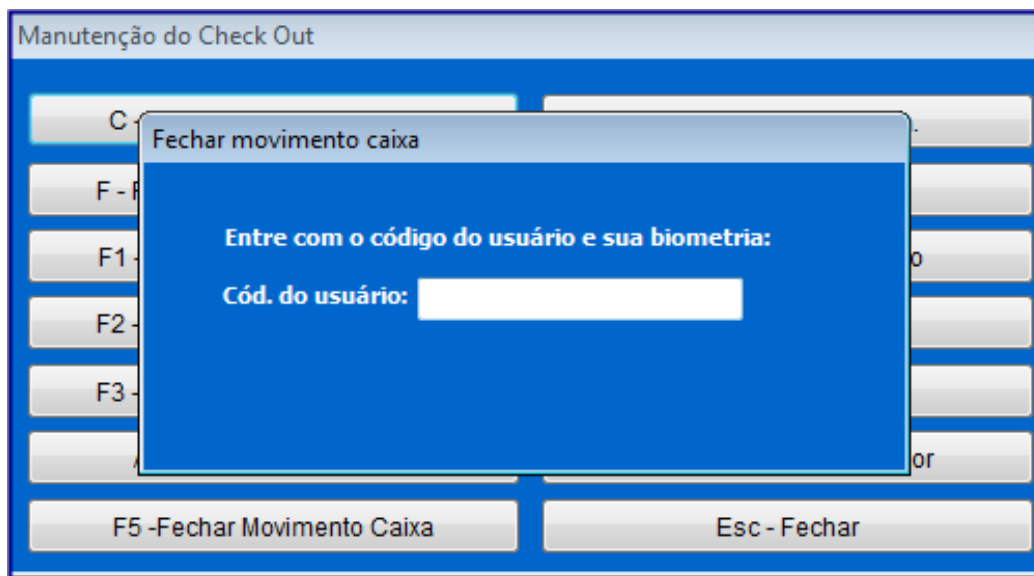 Manutenção do Check Out
C -
.
Fechar movimento caixa
F - F
Entre com o código do usuário e sua biometria:
F1 -
o
Cód. do usuário:
F2 -
F3 -
or
F5 -Fechar Movimento Caixa
Esc - Fechar